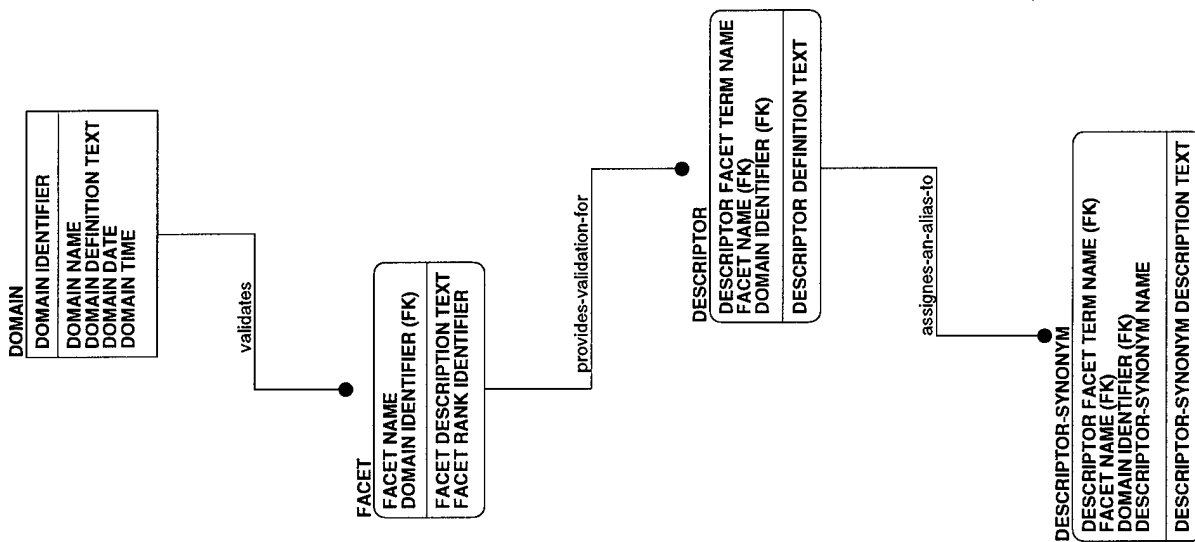 DOMAIN
DOMAIN IDENTIFIER
DOMAIN NAME
DOMAIN DEFINITION TEXT
DOMAIN DATE
DOMAIN TIME
validates
FACET
FACET NAME
DOMAIN IDENTIFIER (FK)
FACET DESCRIPTION TEXT
FACET RANK IDENTIFIER
provides-validation-for
DESCRIPTOR
DESCRIPTOR FACET TERM NAME
FACET NAME (FK)
DOMAIN IDENTIFIER (FK)
DESCRIPTOR DEFINITION TEXT
assignes-an-alias-to
DESCRIPTOR-SYNONYM
DESCRIPTOR FACET TERM NAME (FK)
FACET NAME (FK)
DOMAIN IDENTIFIER (FK)
DESCRIPTOR-SYNONYM NAME
DESCRIPTOR-SYNONYM DESCRIPTION TEXT